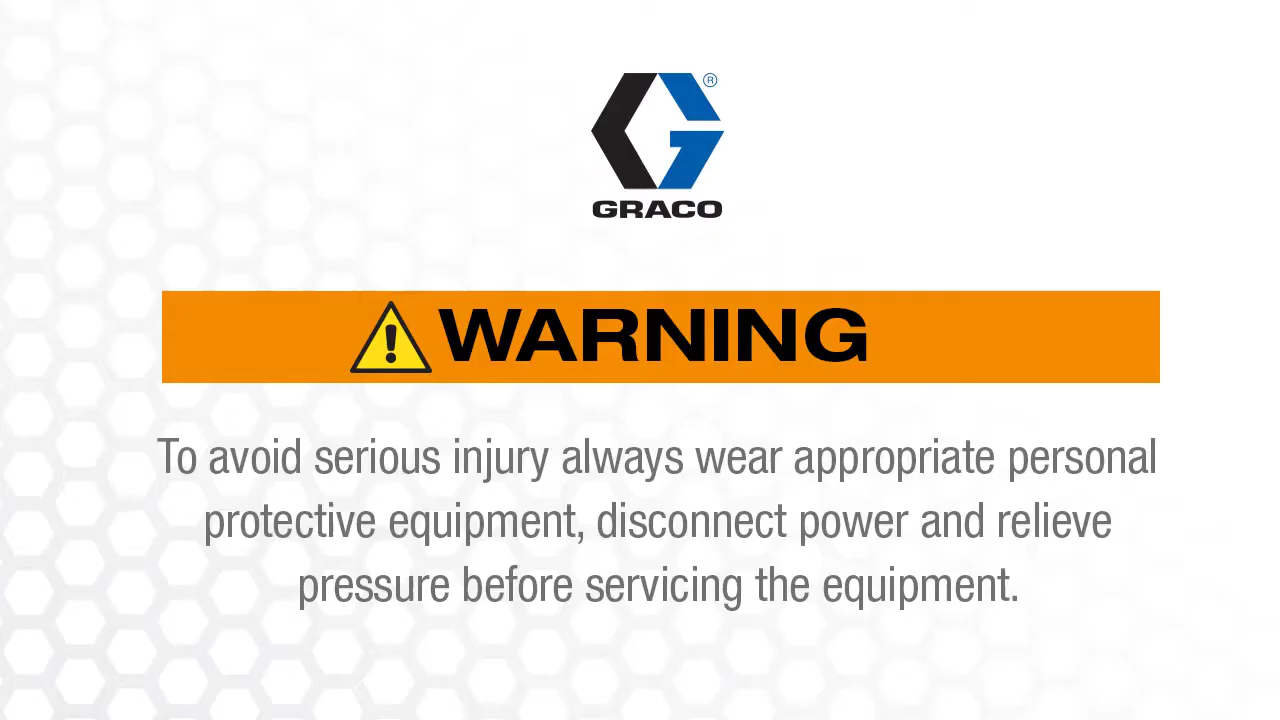 ®
GRACO
WARNING
To avoid serious injury always wear appropriate personal
protective equipment, disconnect power and relieve
pressure before servicing the equipment.